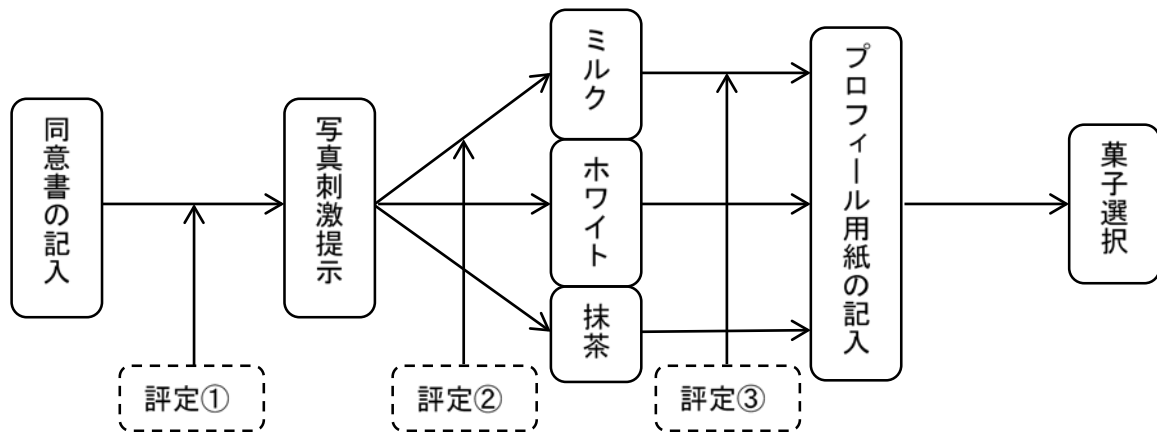 同意書の記入
写真刺激提示
ミルク
ホワイト
抹茶
プロフィール用紙の記入
菓子選択
評定①
評定②
評定③